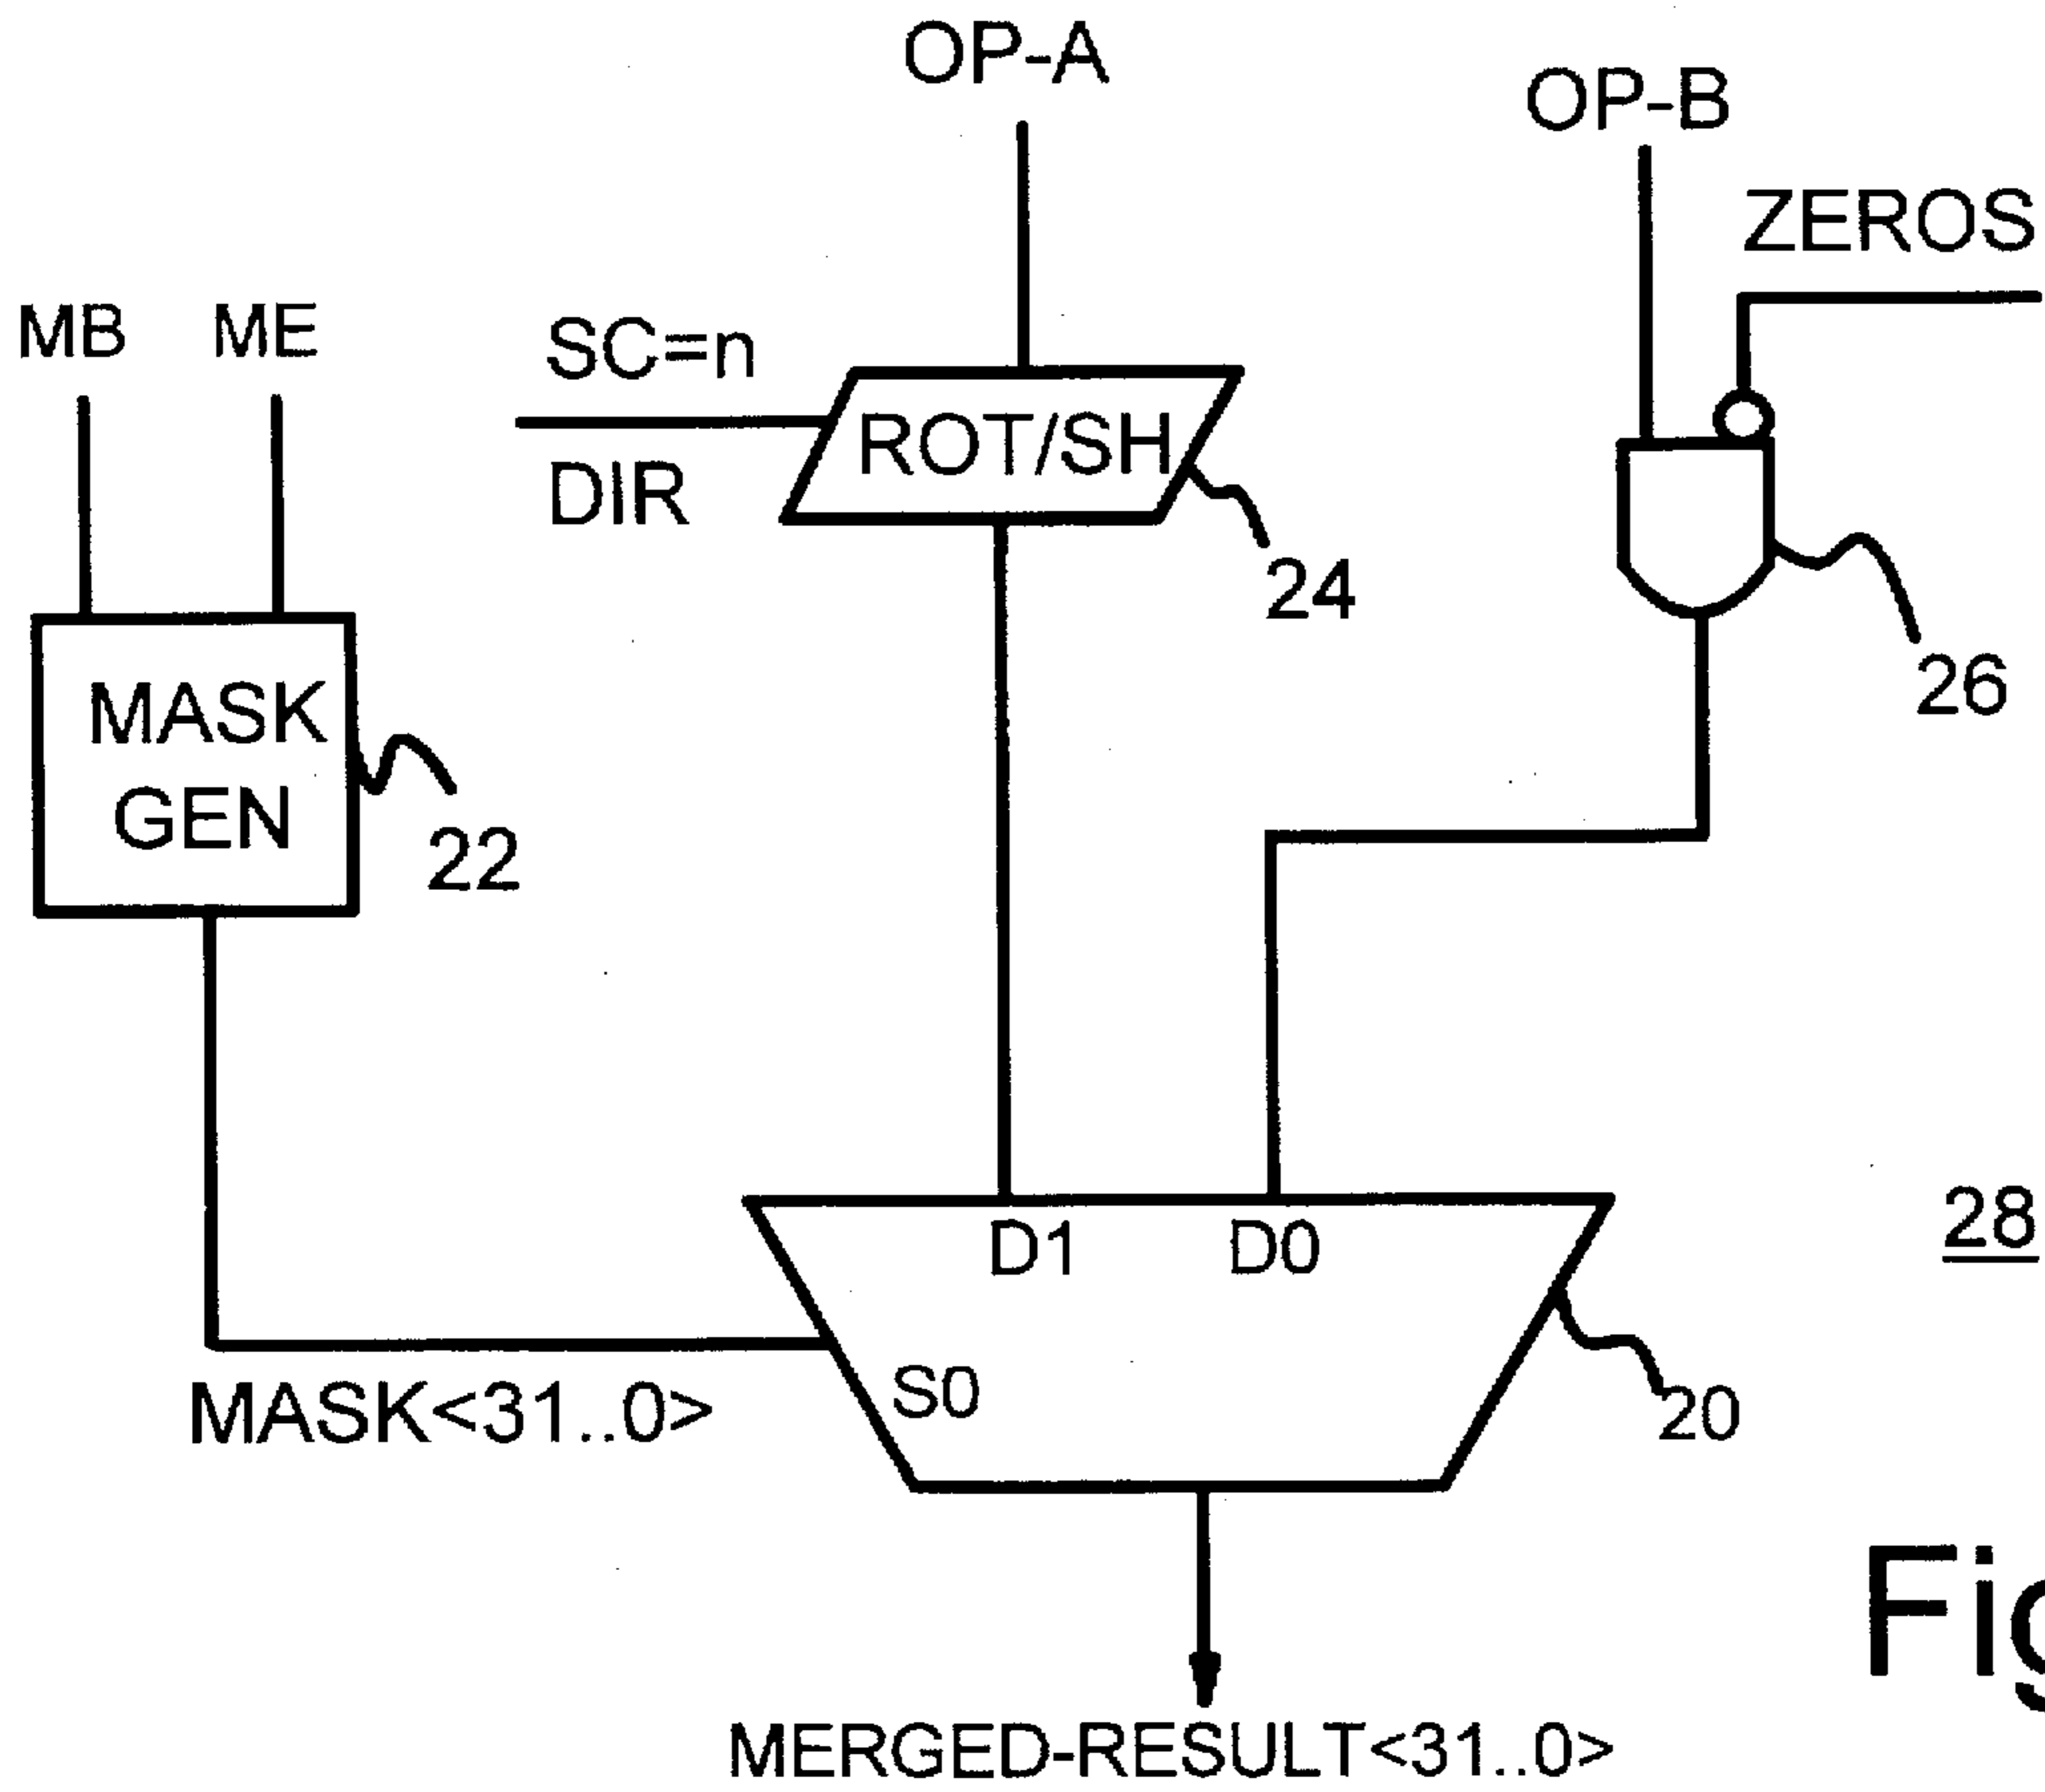 OP-A
OP-B
ZEROS
MB ME
SC=n
DIR
ROT/SH
24
26
MASK
GEN
22
D1 D0
28
S0
MASK<31..0>
20
Fig
MERGED-RESULT<31..0>